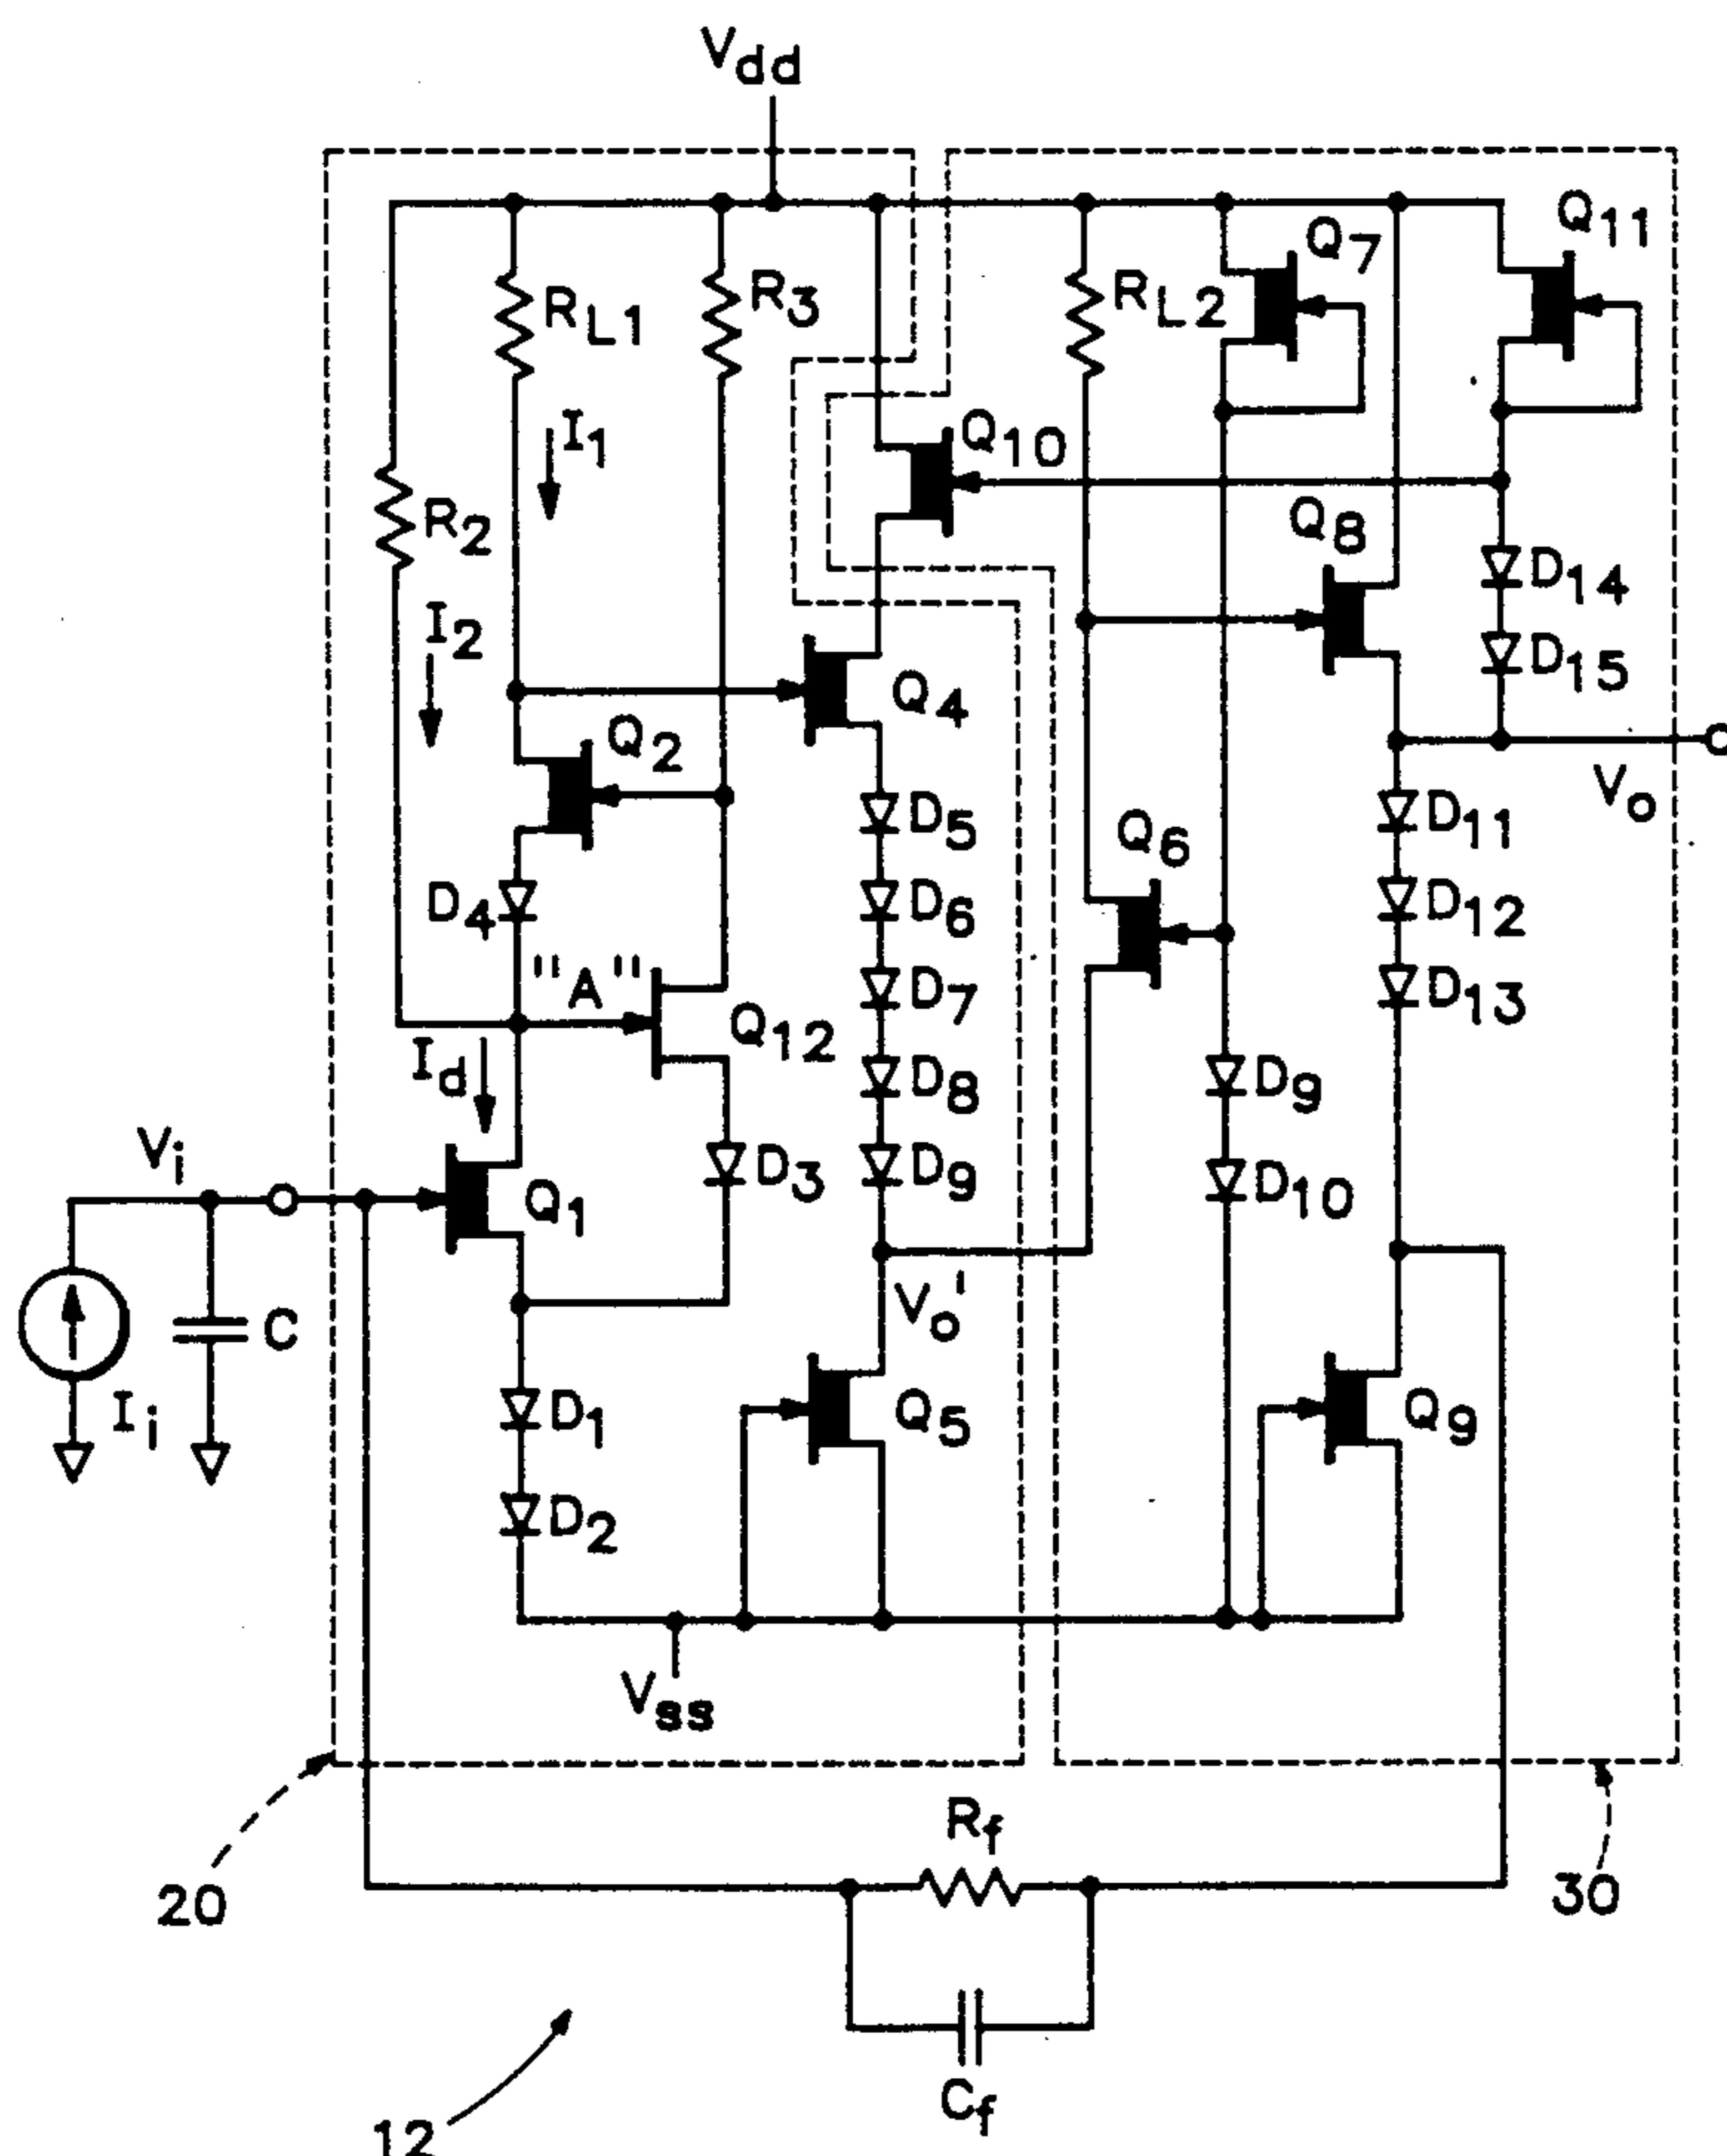 Vdd
Q11
Q7
RL1
R3
RL2
I1
Q10
R2
Q8
D14
I2
D15
Q4
Q2
Vo
D5
D11
Q6
D4
D6
D12
"A"
D7
D13
Q12
Id
D8
D9
Vi
D3
D9
D10
Q1
Vo'
C
Ii
D1
Q5
Q9
D2
Vss
Rf
20
30
Cf
12